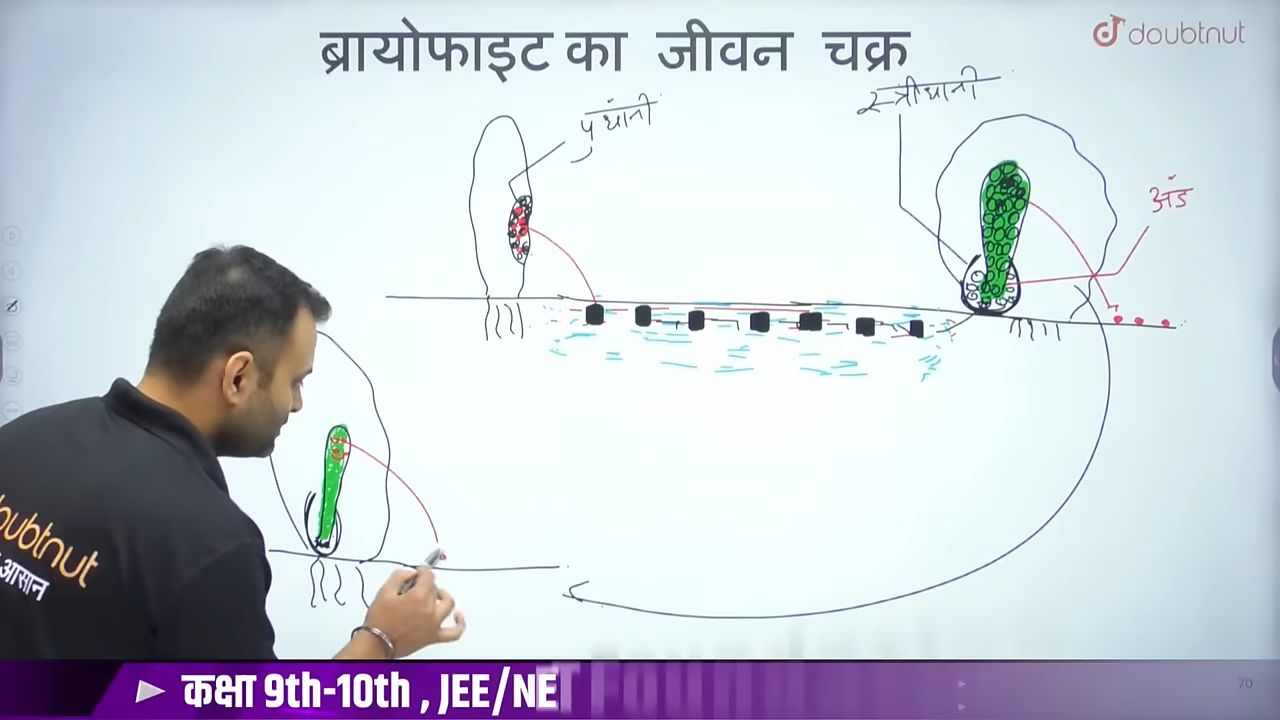 ब्रायोफाइट का जीवन चक्र
doubtnut
पुधांनी
स्त्रीधानी
अंड
doubtnut
आसान
कक्षा 9th-10th , JEE/NE
70